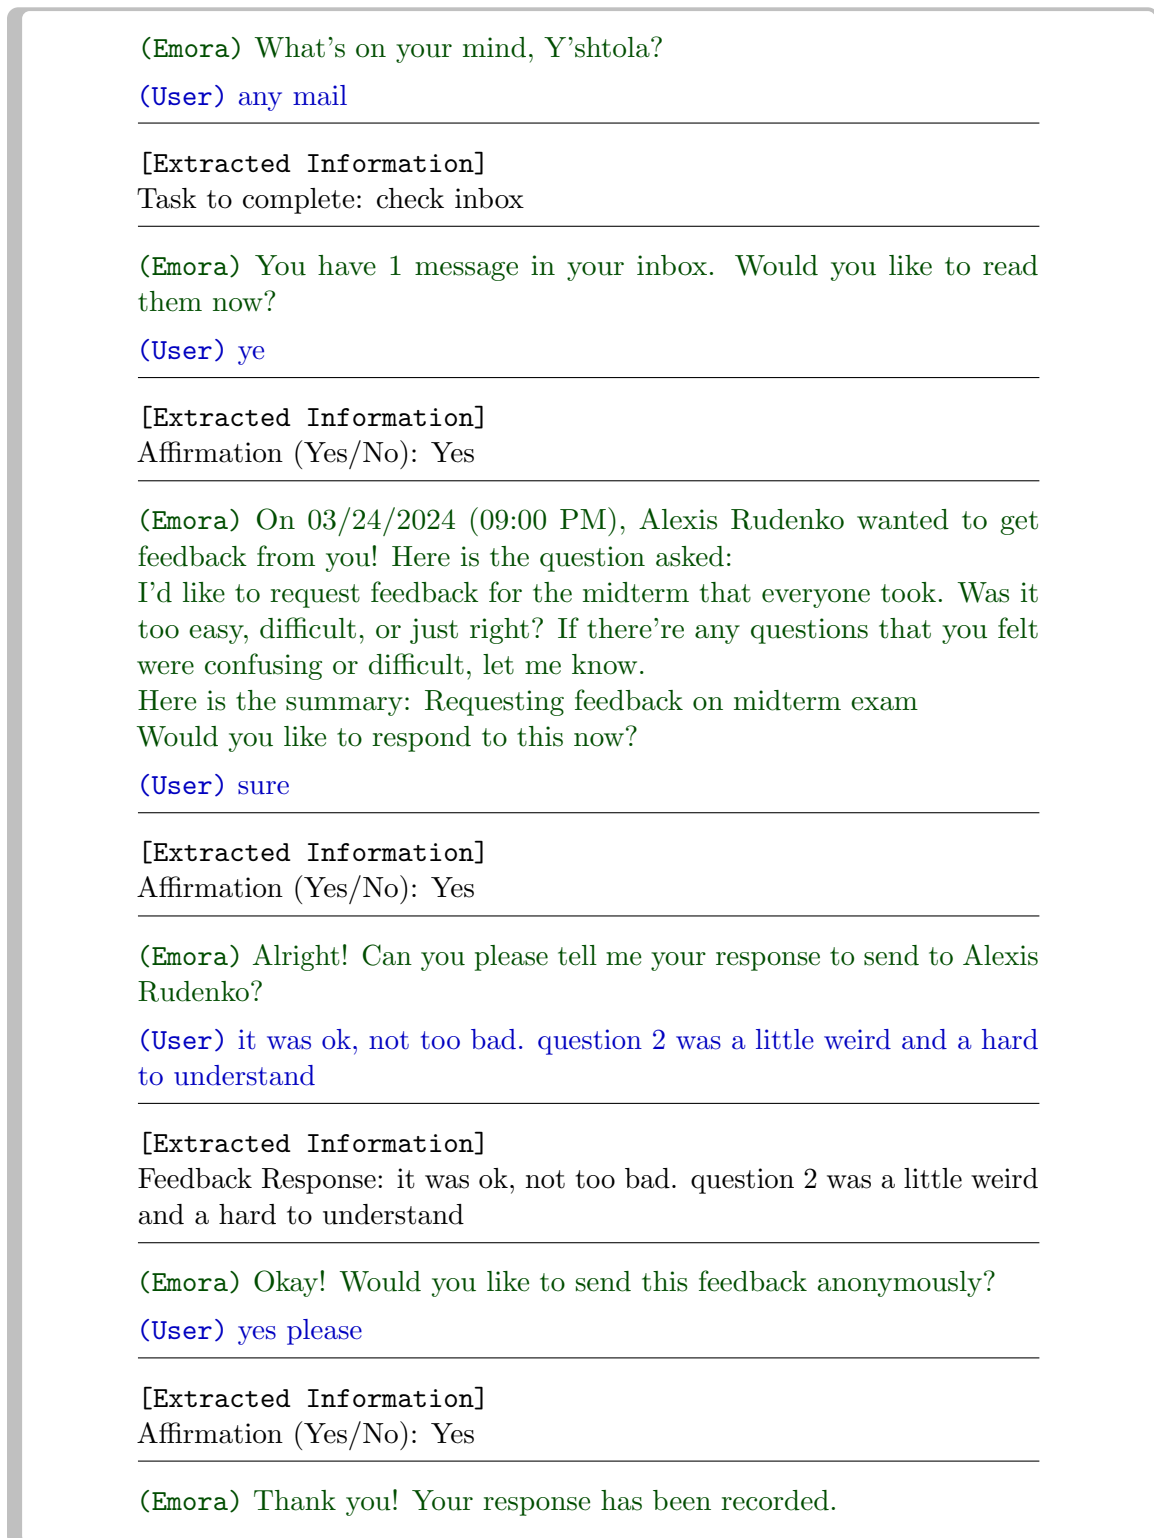 (Emora) What's on your mind, Y'shtola?
(User) any mail
[Extracted Information]
Task to complete: check inbox
(Emora) You have 1 message in your inbox. Would you like to read
them now?
(User) ye
[Extracted Information]
Affirmation (Yes/No): Yes
(Emora) On 03/24/2024 (09:00 PM), Alexis Rudenko wanted to get
feedback from you! Here is the question asked:
I'd like to request feedback for the midterm that everyone took. Was it
too easy, difficult, or just right? If there're any questions that you felt
were confusing or difficult, let me know.
Here is the summary: Requesting feedback on midterm exam
Would you like to respond to this now?
(User) sure
[Extracted Information]
Affirmation (Yes/No): Yes
(Emora) Alright! Can you please tell me your response to send to Alexis
Rudenko?
(User) it was ok, not too bad. question 2 was a little weird and a hard
to understand
[Extracted Information]
Feedback Response: it was ok, not too bad. question 2 was a little weird
and a hard to understand
(Emora) Okay! Would you like to send this feedback anonymously?
(User) yes please
[Extracted Information]
Affirmation (Yes/No): Yes
(Emora) Thank you! Your response has been recorded.